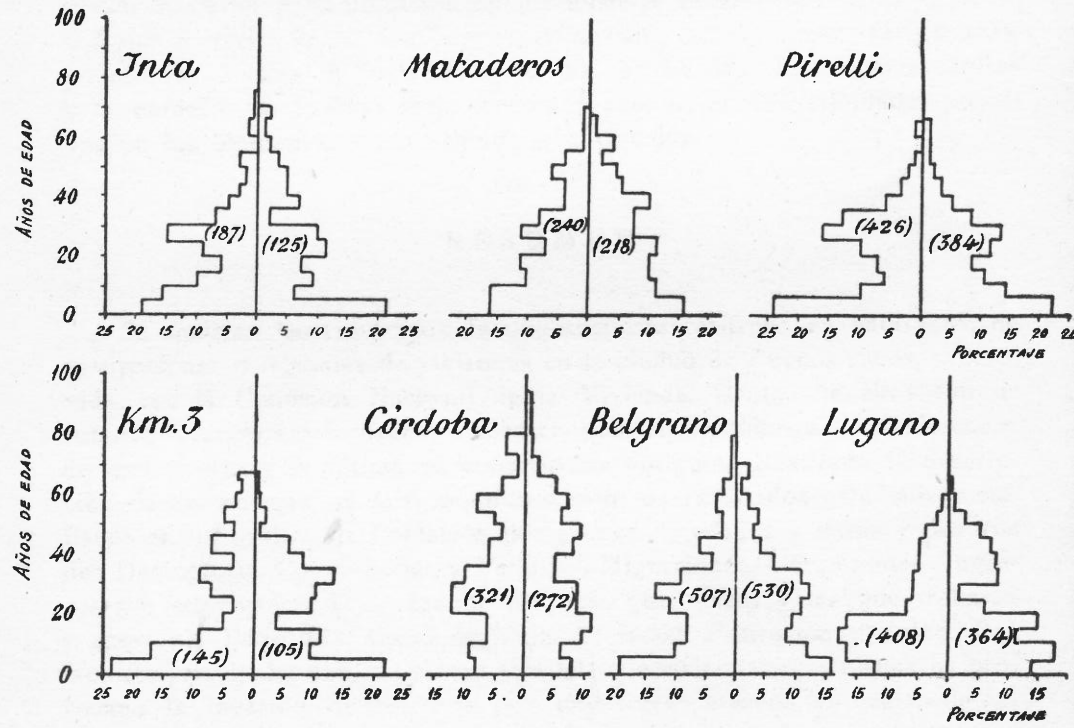 100
Inta Mataderos Pirelli
80
60
AÑOS DE EDAD
40
(187) (125) (240) (218) (426) (384)
20
0
25 20 15 10 5 0 5 10 15 20 25 20 15 10 5 0 5 10 15 20 25 20 15 10 5 0 5 10 15 20 25
PORCENTAJE
100
Km.3 Córdoba Belgrano Lugano
80
60
AÑOS DE EDAD
40
(321) (272) (507) (530)
20
(145) (105) (408) (364)
0
25 20 15 10 5 0 5 10 15 20 15 10 5 0 5 10 20 15 10 5 0 5 10 15 15 10 5 0 5 10 15 20
PORCENTAJE